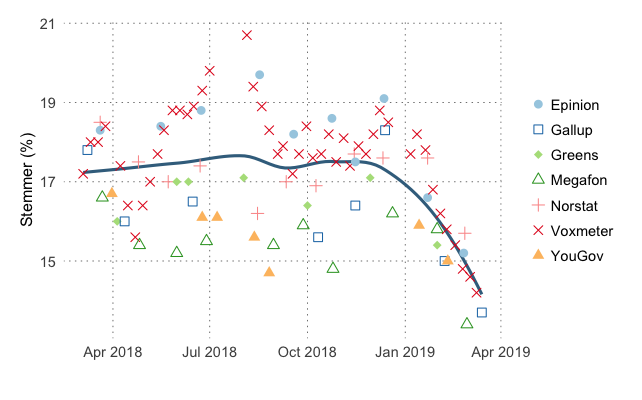 21
19
17
15
Stemmer (%)
Apr 2018
Jul 2018
Oct 2018
Jan 2019
Apr 2019
Epinion
Gallup
Greens
Megafon
Norstat
Voxmeter
YouGov